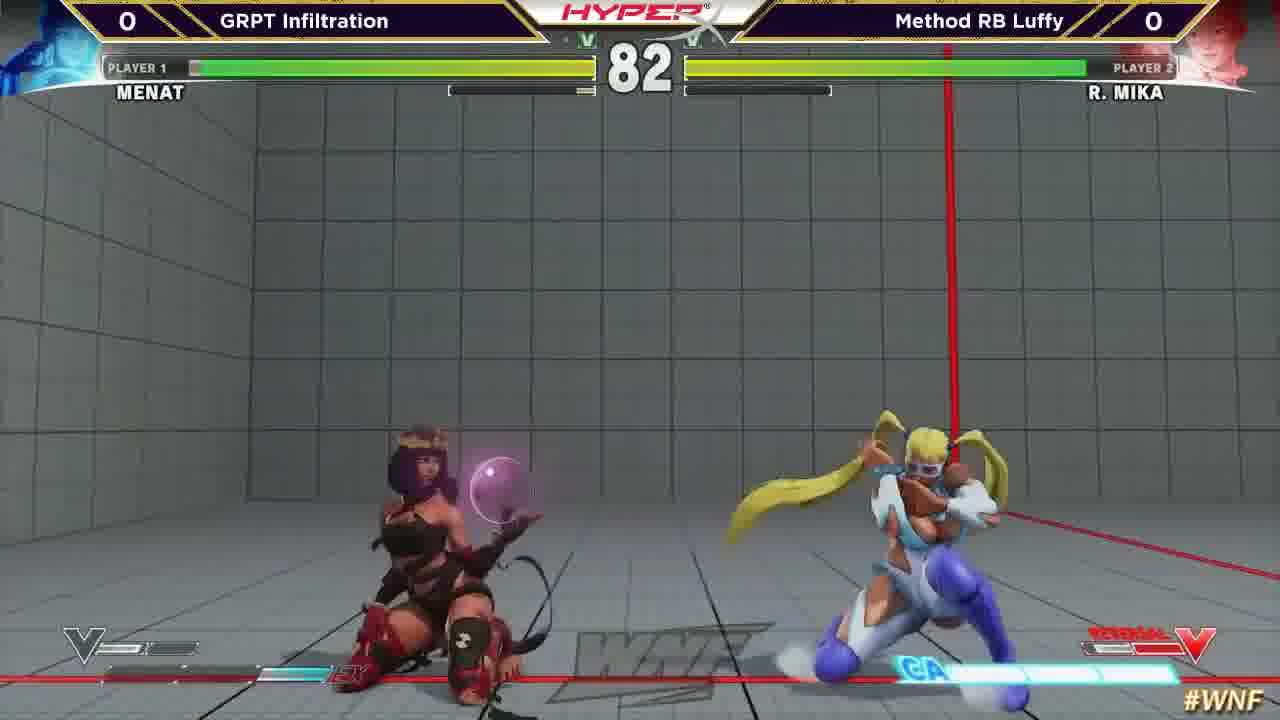 0 GRPT Infiltration HYPERX Method RB Luffy 0
V 82 V
PLAYER 1 PLAYER 2
MENAT R. MIKA
V EX REVERSAL V
CA
WNF
#WNF